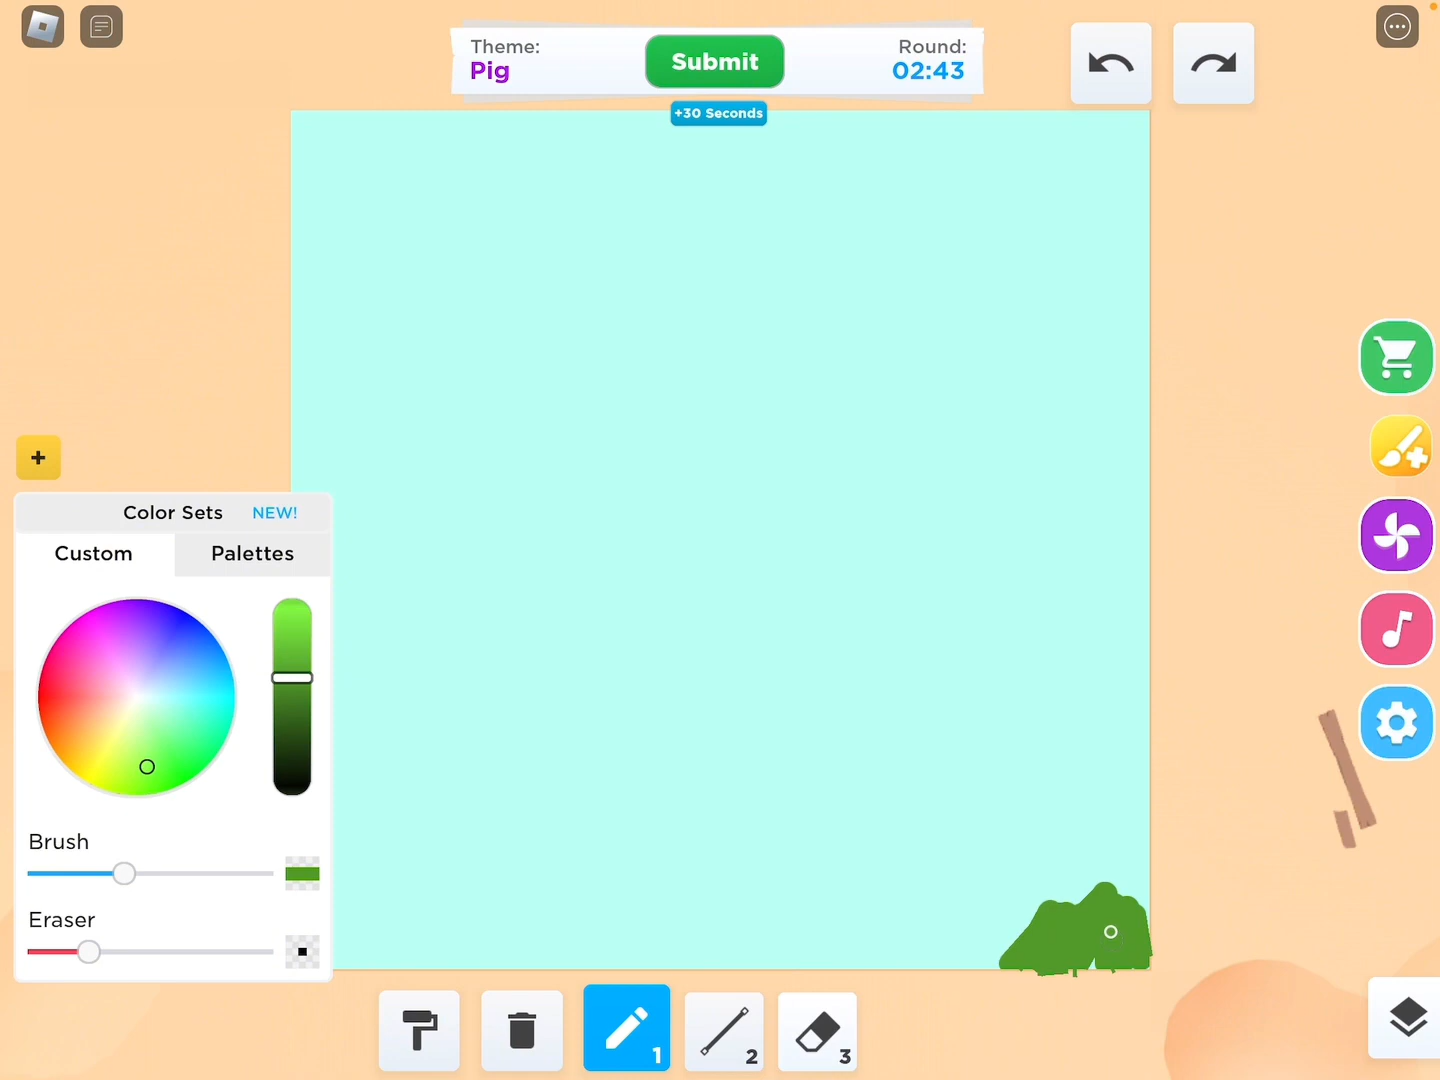 Theme:
Pig
Submit
Round:
02:43
+30 Seconds
+
Color Sets NEW!
Custom Palettes
Brush
Eraser
1
2
3